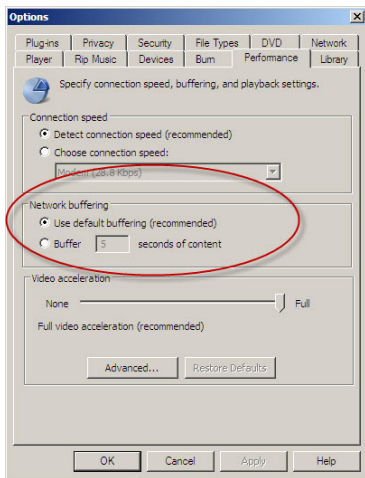 Options
Plug-ins Privacy Security File Types DVD Network
Player Rip Music Devices Burn Performance Library
Specify connection speed, buffering, and playback settings.
Connection speed
Detect connection speed (recommended)
Choose connection speed:
Modem (28.8 Kbps)
Network buffering
Use default buffering (recommended)
Buffer 5 seconds of content
Video acceleration
None Full
Full video acceleration (recommended)
Advanced... Restore Defaults
OK Cancel Apply Help